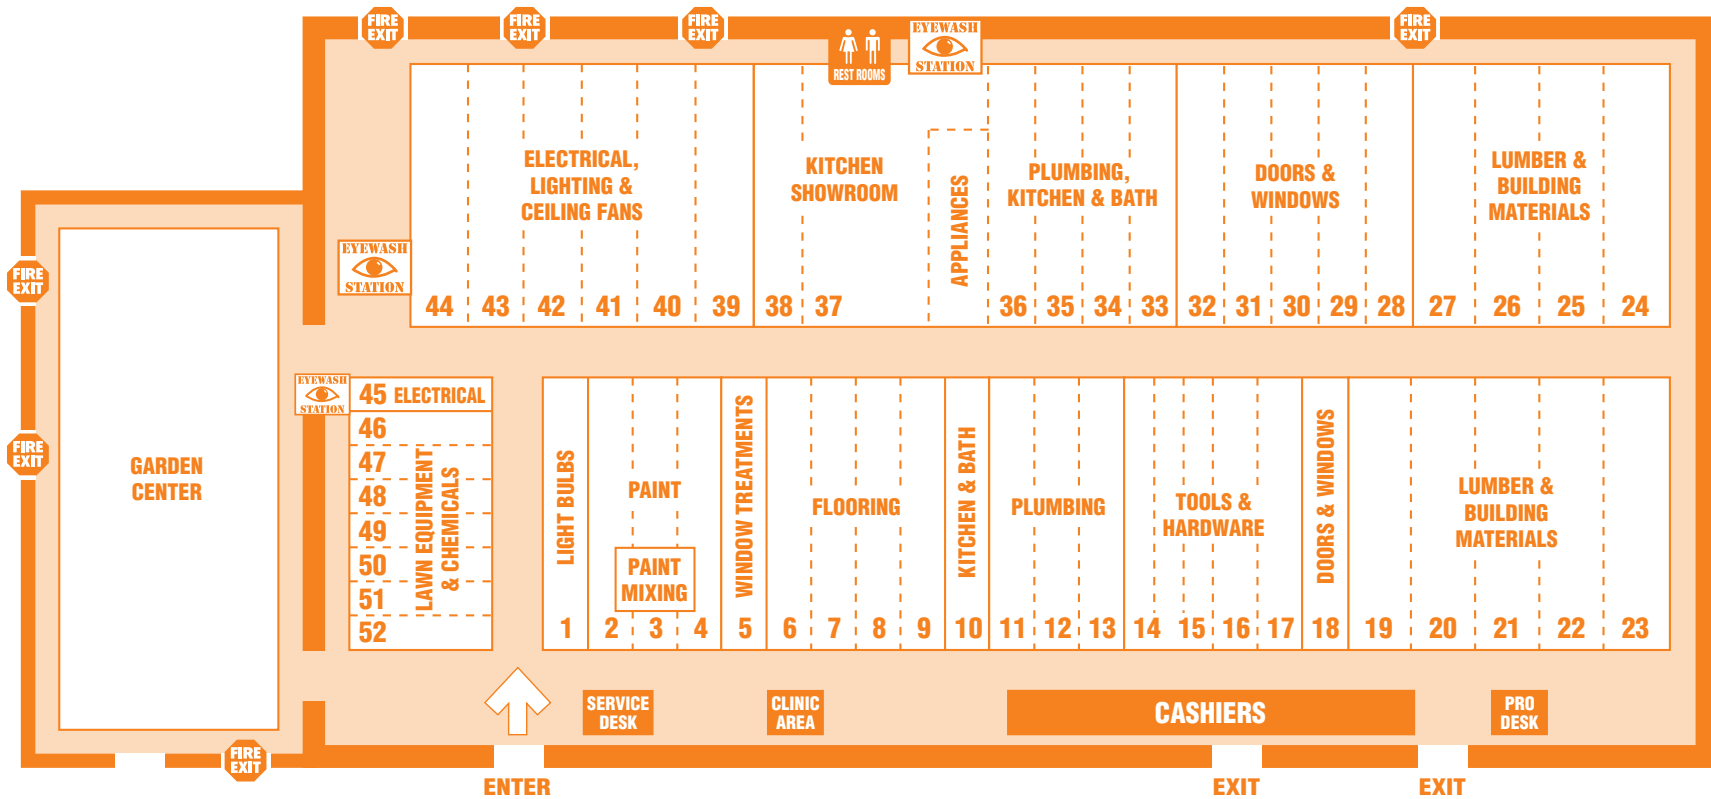 FIRE
EXIT
FIRE
EXIT
FIRE
EXIT
REST ROOMS
EYEWASH
STATION
FIRE
EXIT
ELECTRICAL,
LIGHTING &
CEILING FANS
KITCHEN
SHOWROOM
APPLIANCES
PLUMBING,
KITCHEN & BATH
DOORS &
WINDOWS
LUMBER &
BUILDING
MATERIALS
EYEWASH
STATION
FIRE
EXIT
44 43 42 41 40 39 38 37 36 35 34 33 32 31 30 29 28 27 26 25 24
EYEWASH
STATION
45 ELECTRICAL
46
47
48
49
50
51
52
LAWN EQUIPMENT
& CHEMICALS
FIRE
EXIT
GARDEN
CENTER
LIGHT BULBS
PAINT
PAINT
MIXING
WINDOW TREATMENTS
FLOORING
KITCHEN & BATH
PLUMBING
TOOLS &
HARDWARE
DOORS & WINDOWS
LUMBER &
BUILDING
MATERIALS
1 2 3 4 5 6 7 8 9 10 11 12 13 14 15 16 17 18 19 20 21 22 23
SERVICE
DESK
CLINIC
AREA
CASHIERS
PRO
DESK
FIRE
EXIT
ENTER
EXIT
EXIT